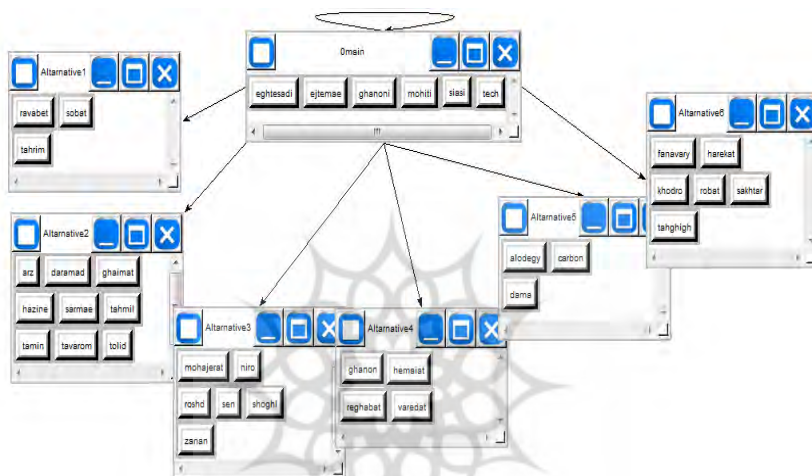 0main
eghtesadi ejtemae ghanoni mohiti siasi tech
Altarnative1
ravabet sobat
tahrim
Altarnative2
arz daramad ghaimat
hazine sarmae tahmil
tamin tavarom tolid
Altarnative3
mohajerat niro
roshd sen shoghl
zanan
Altarnative4
ghanon hemaiat
reghabat varedat
Altarnative5
alodegy carbon
dama
Altarnative6
fanavary harekat
khodro robat sakhtar
tahghigh